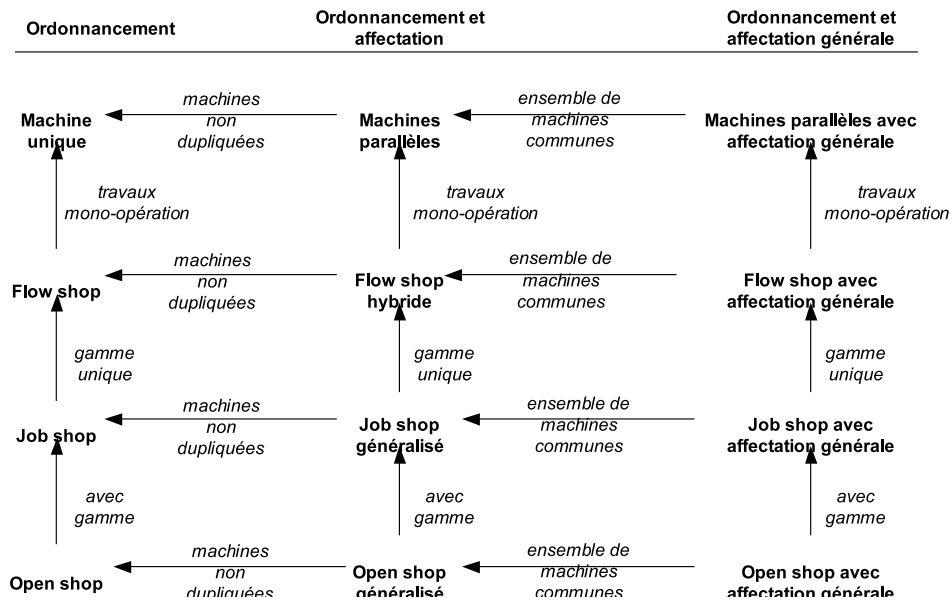 Ordonnancement
Ordonnancement et
affectation
Ordonnancement et
affectation générale
Machine
unique
machines
non
dupliquées
Machines
parallèles
ensemble de
machines
communes
Machines parallèles avec
affectation générale
travaux
mono-opération
travaux
mono-opération
travaux
mono-opération
Flow shop
machines
non
dupliquées
Flow shop
hybride
ensemble de
machines
communes
Flow shop avec
affectation générale
gamme
unique
gamme
unique
gamme
unique
Job shop
machines
non
dupliquées
Job shop
généralisé
ensemble de
machines
communes
Job shop avec
affectation générale
avec
gamme
avec
gamme
avec
gamme
Open shop
machines
non
dupliquées
Open shop
généralisé
ensemble de
machines
communes
Open shop avec
affectation générale